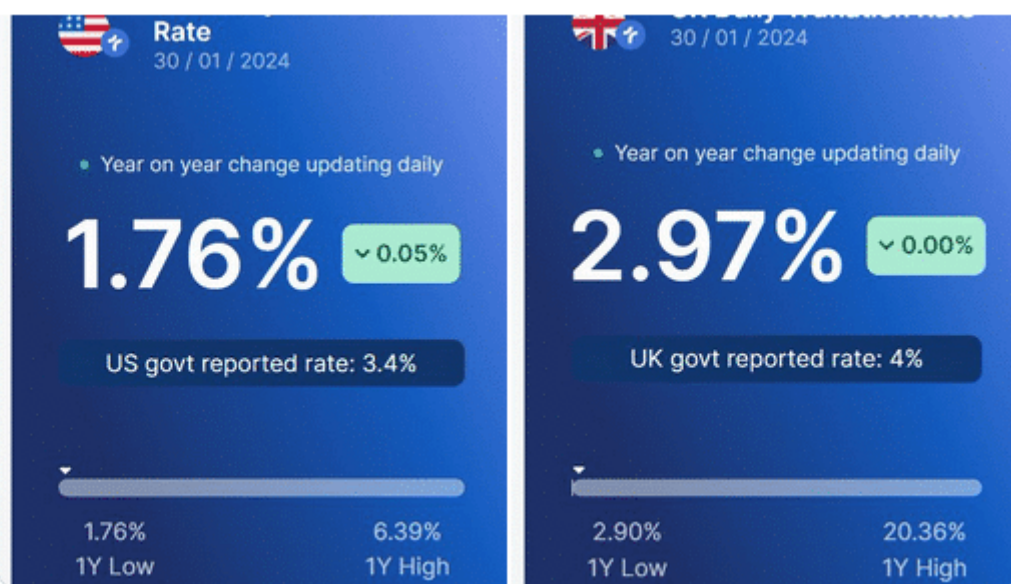 Rate
30 / 01 / 2024
Year on year change updating daily
1.76%
0.05%
US govt reported rate: 3.4%
1.76%
6.39%
1Y Low
1Y High
30 / 01 / 2024
Year on year change updating daily
2.97%
0.00%
UK govt reported rate: 4%
2.90%
20.36%
1Y Low
1Y High